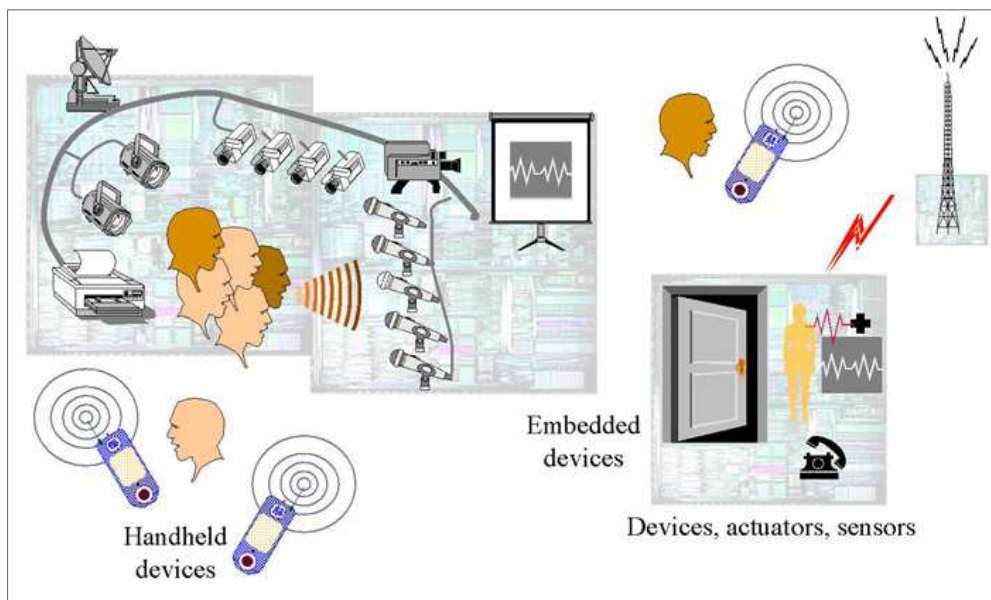 Embedded
devices
Devices, actuators, sensors
Handheld
devices